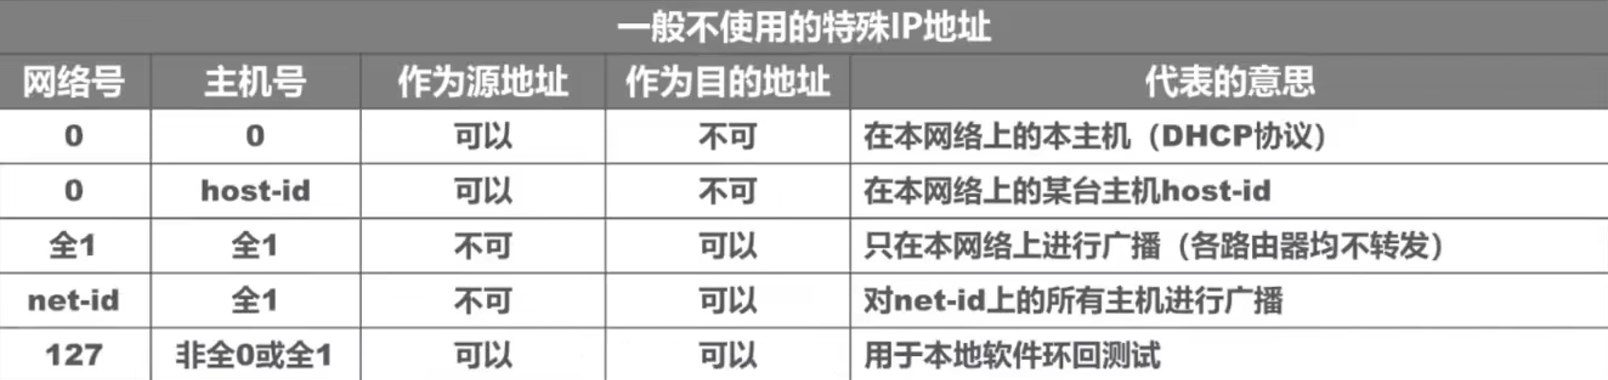 一般不使用的特殊IP地址
网络号 主机号 作为源地址 作为目的地址 代表的意思
0 0 可以 不可 在本网络上的本主机（DHCP协议）
0 host-id 可以 不可 在本网络上的某台主机host-id
全1 全1 不可 可以 只在本网络上进行广播（各路由器均不转发）
net-id 全1 不可 可以 对net-id上的所有主机进行广播
127 非全0或全1 可以 可以 用于本地软件环回测试